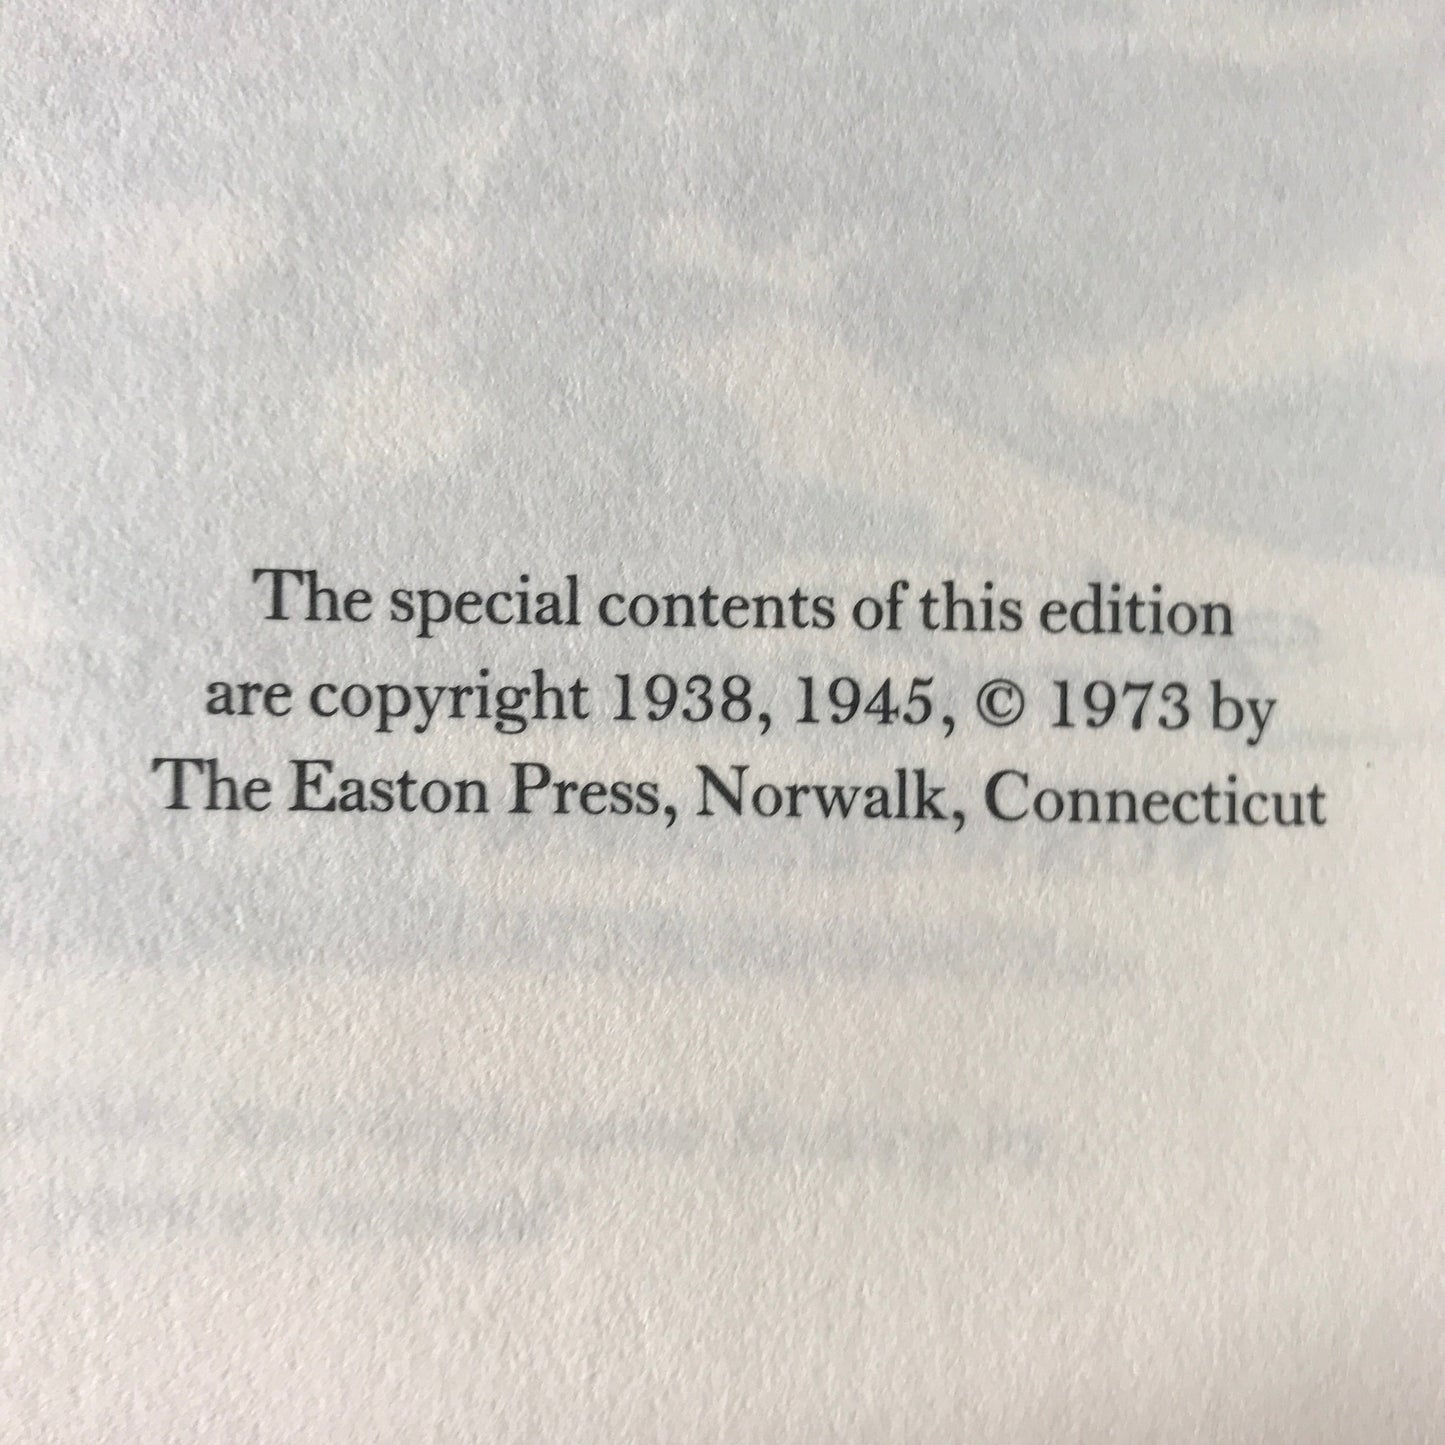 The special contents of this edition
are copyright 1938, 1945, © 1973 by
The Easton Press, Norwalk, Connecticut